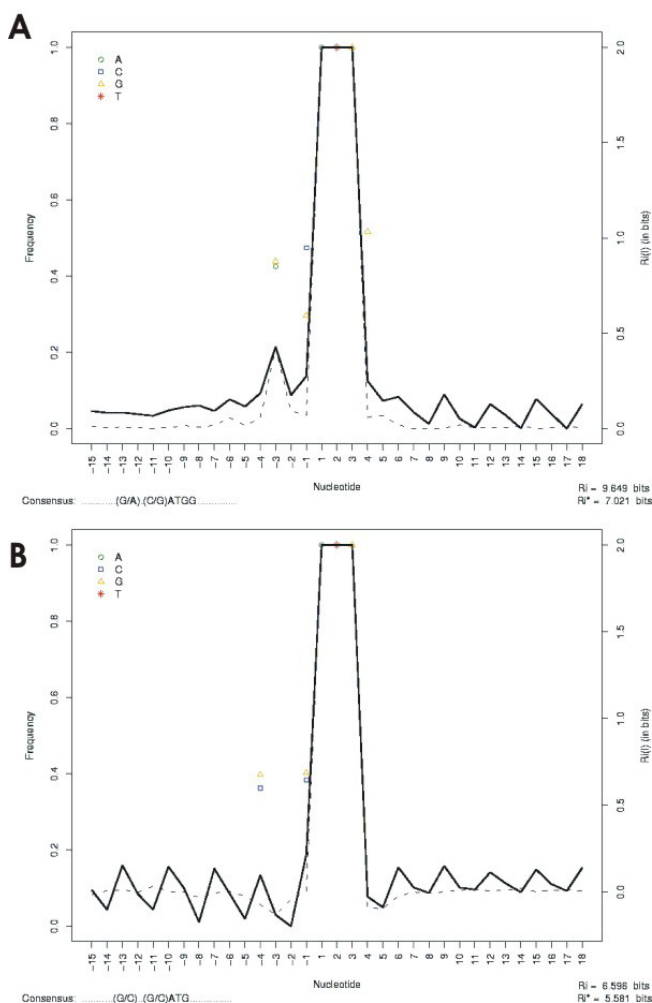 A
A
C
G
T
1.0
0.8
0.6
0.4
0.2
0.0
Frequency
2.0
1.5
1.0
0.5
0.0
Ri(l) (in bits)
-15 -14 -13 -12 -11 -10 -9 -8 -7 -6 -5 -4 -3 -2 -1 1 2 3 4 5 6 7 8 9 10 11 12 13 14 15 16 17 18
Nucleotide
Consensus: ............(G/A).(C/G)ATGG..............
Ri = 9.649 bits
Ri* = 7.021 bits
B
A
C
G
T
1.0
0.8
0.6
0.4
0.2
0.0
Frequency
2.0
1.5
1.0
0.5
0.0
Ri(l) (in bits)
-15 -14 -13 -12 -11 -10 -9 -8 -7 -6 -5 -4 -3 -2 -1 1 2 3 4 5 6 7 8 9 10 11 12 13 14 15 16 17 18
Nucleotide
Consensus: ...........(G/C)..(G/C)ATG...............
Ri = 6.596 bits
Ri* = 5.581 bits